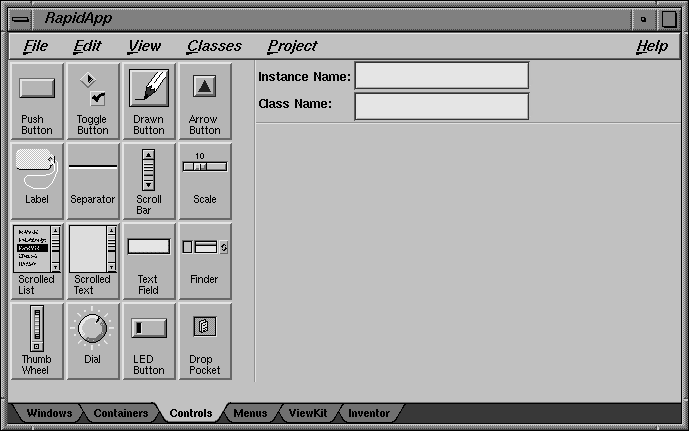 RapidApp
File Edit View Classes Project Help
Instance Name:
Class Name:
Push Button
Toggle Button
Drawn Button
Arrow Button
Label
Separator
Scroll Bar
10
Scale
Scrolled List
Scrolled Text
Text Field
Finder
Thumb Wheel
Dial
LED Button
Drop Pocket
Windows Containers Controls Menus ViewKit Inventor